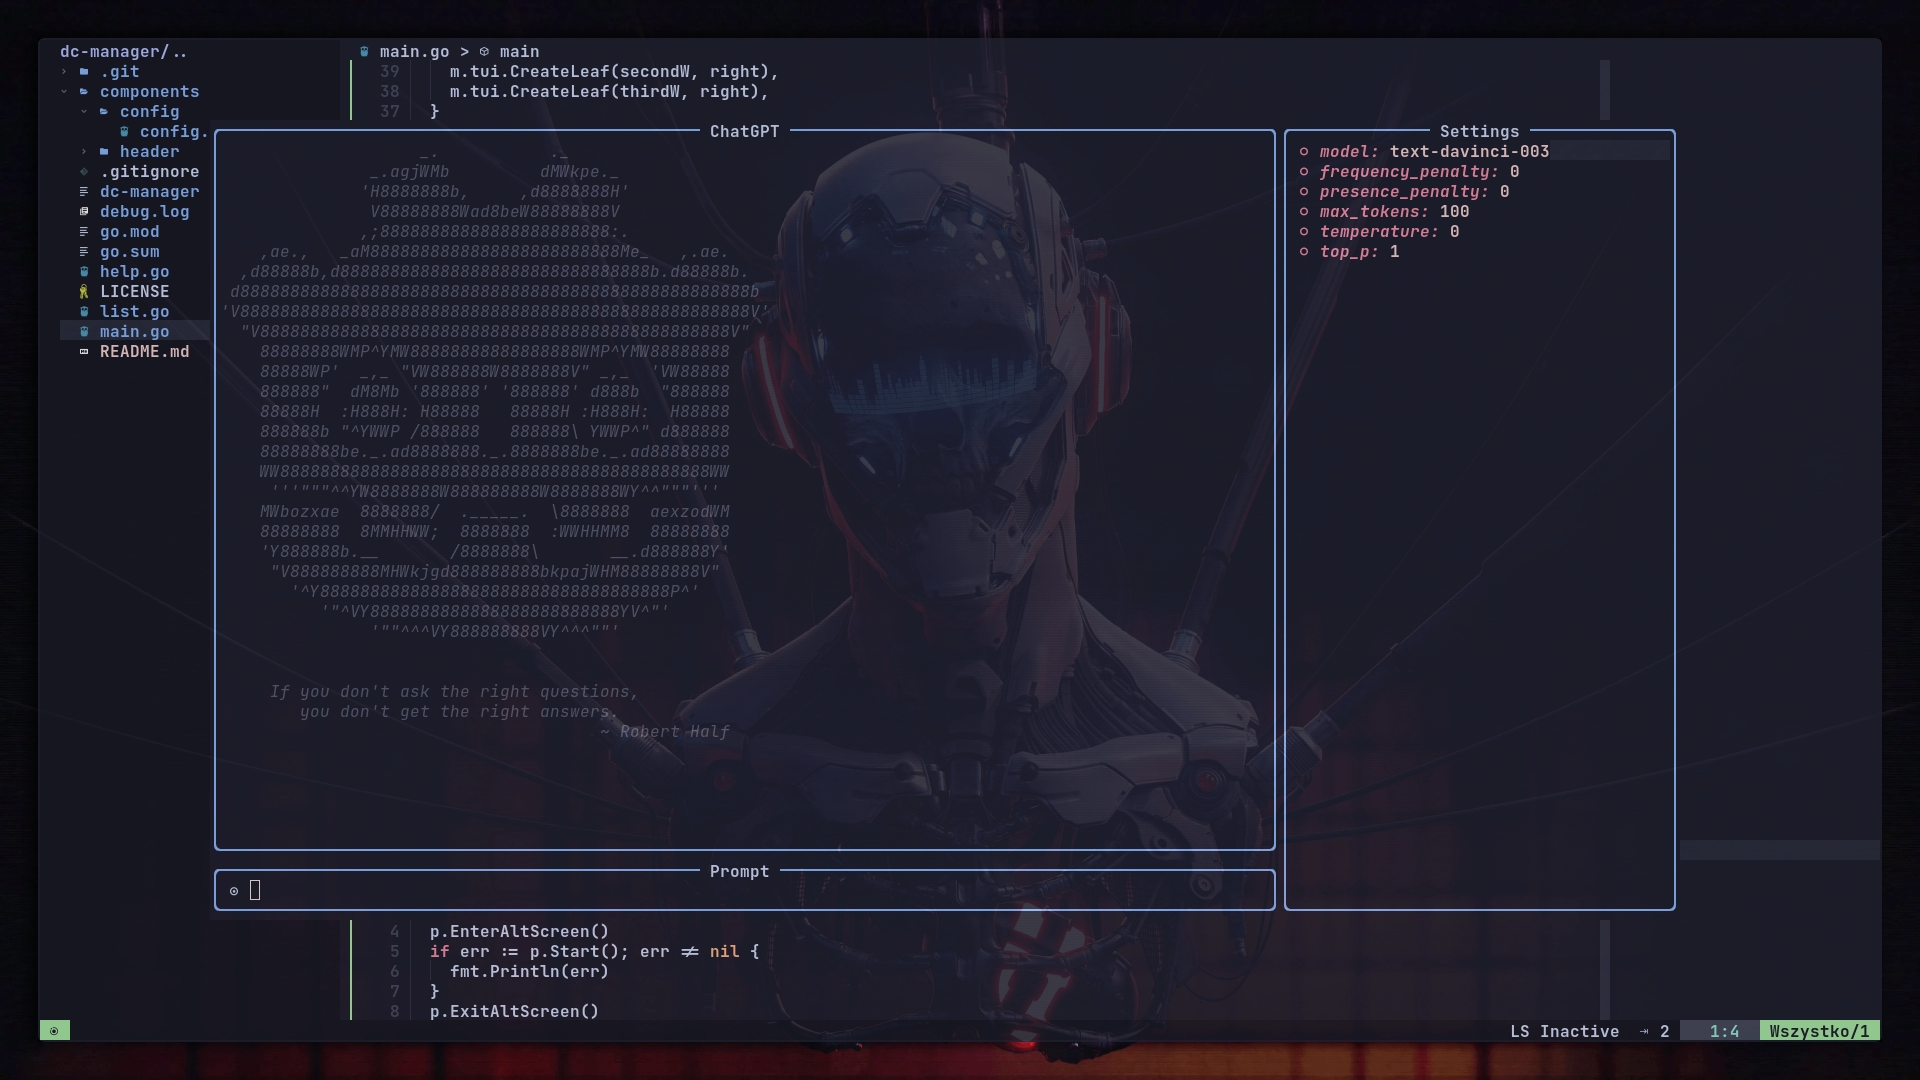 dc-manager/..
.git
components
config
config.
header
.gitignore
dc-manager
debug.log
go.mod
go.sum
help.go
LICENSE
list.go
main.go
README.md
main.go > main
39 m.tui.CreateLeaf(secondW, right),
38 m.tui.CreateLeaf(thirdW, right),
37 }
ChatGPT
If you don't ask the right questions,
you don't get the right answers.
~ Robert Half
Prompt
Settings
model: text-davinci-003
frequency_penalty: 0
presence_penalty: 0
max_tokens: 100
temperature: 0
top_p: 1
4 p.EnterAltScreen()
5 if err := p.Start(); err ≠ nil {
6 fmt.Println(err)
7 }
8 p.ExitAltScreen()
LS Inactive ⇥ 2 1:4 Wszystko/1